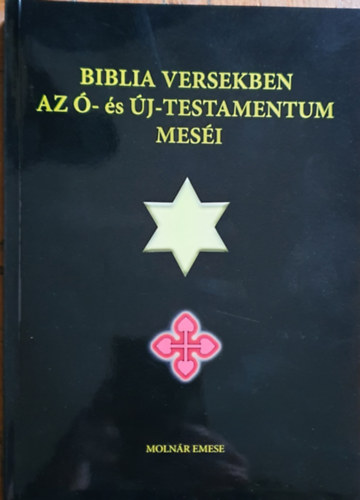 BIBLIA VERSEKBEN
AZ Ó- és ÚJ-TESTAMENTUM
MESÉI
MOLNÁR EMESE